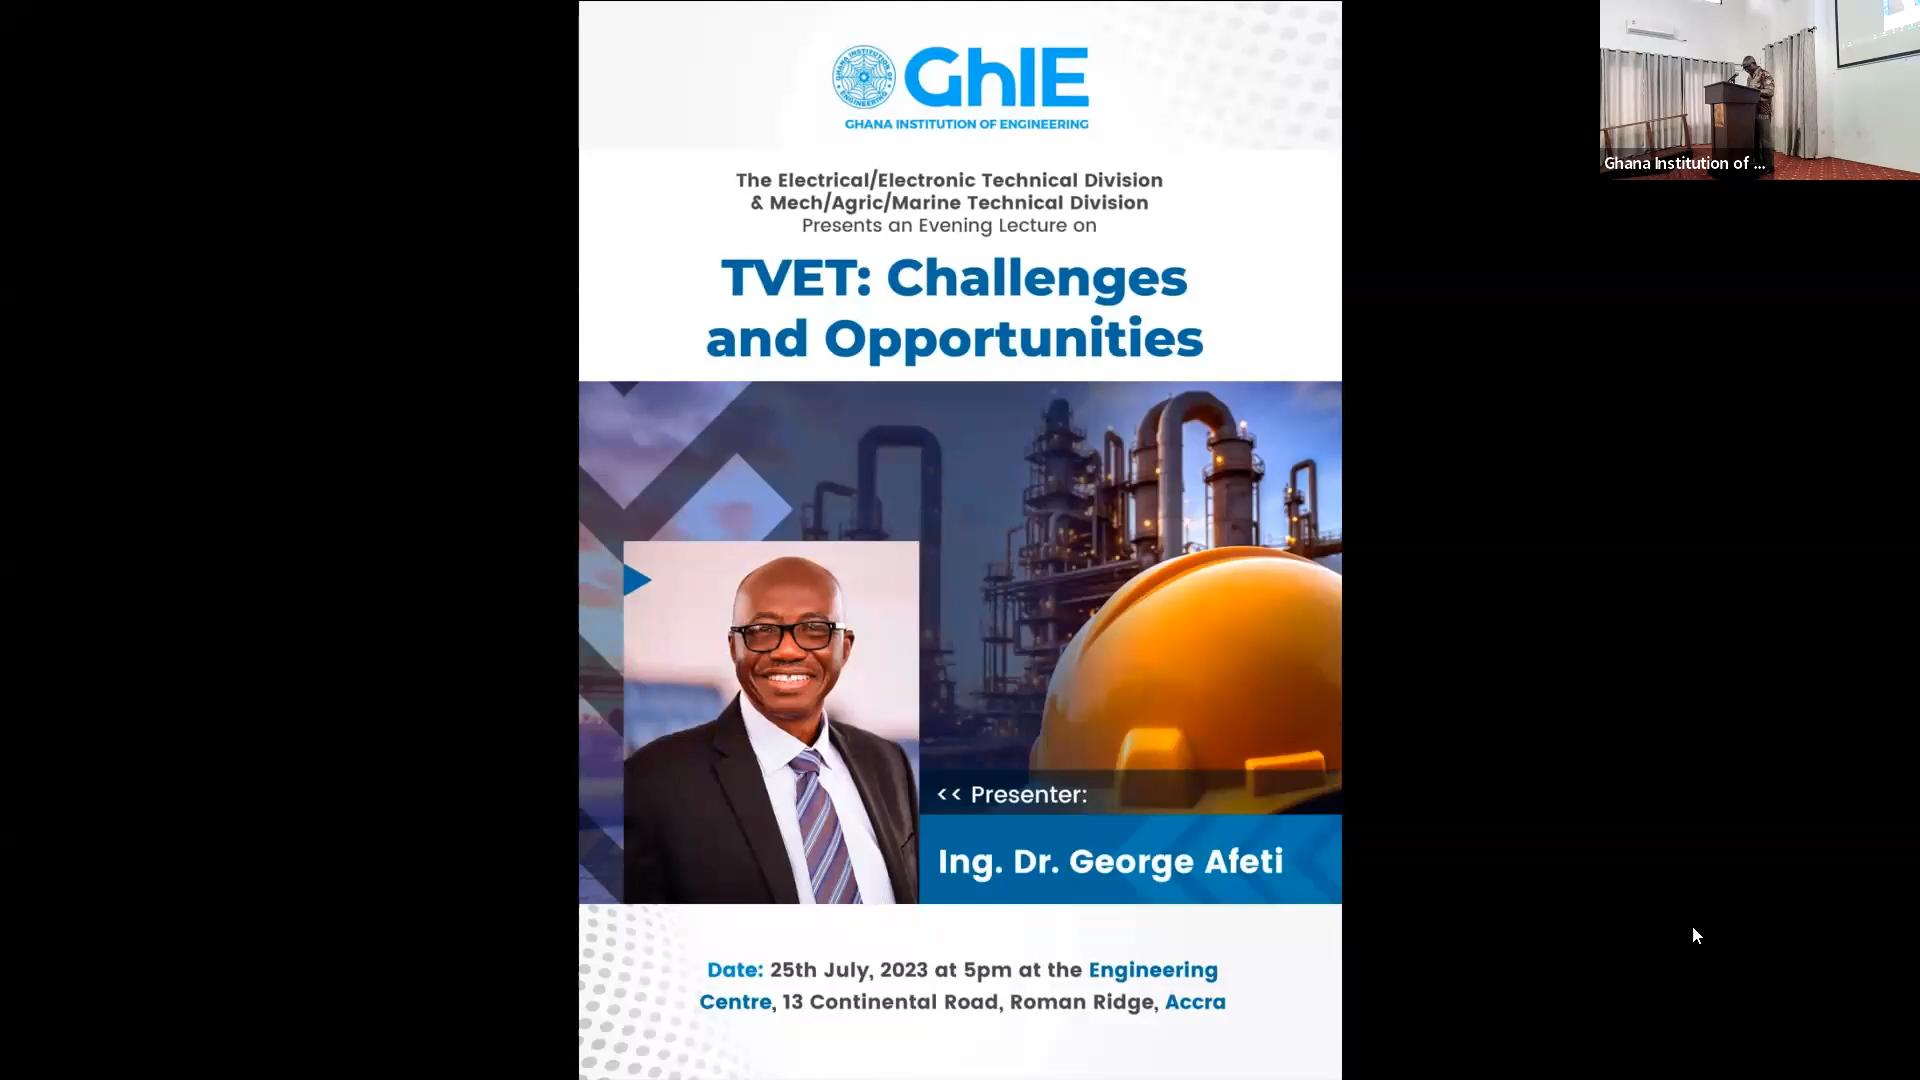 GhIE
GHANA INSTITUTION OF ENGINEERING
The Electrical/Electronic Technical Division
& Mech/Agric/Marine Technical Division
Presents an Evening Lecture on
TVET: Challenges
and Opportunities
<< Presenter:
Ing. Dr. George Afeti
Date: 25th July, 2023 at 5pm at the Engineering
Centre, 13 Continental Road, Roman Ridge, Accra
Ghana Institution of ...